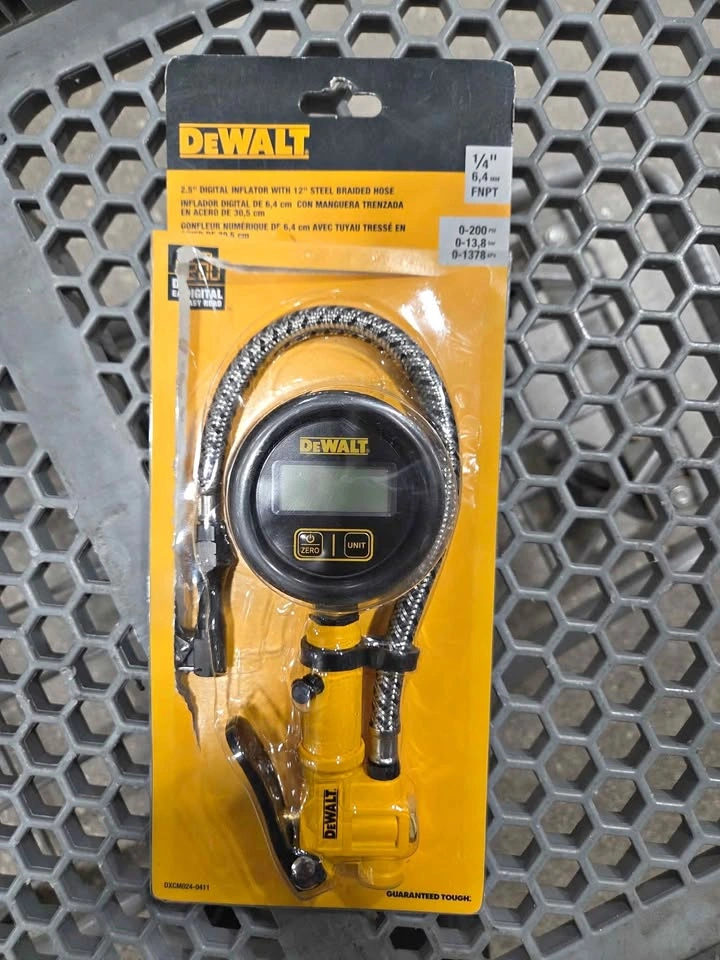 DEWALT
1/4"
6,4 mm
FNPT
2.5" DIGITAL INFLATOR WITH 12" STEEL BRAIDED HOSE
INFLADOR DIGITAL DE 6,4 cm CON MANGUERA TRENZADA
EN ACERO DE 30,5 cm
GONFLEUR NUMÉRIQUE DE 6,4 cm AVEC TUYAU TRESSÉ EN
0-200 PSI
0-13,8 bar
0-1378 kPa
DIGITAL
DEWALT
ZERO
UNIT
DEWALT
DXCM024-0411
GUARANTEED TOUGH.